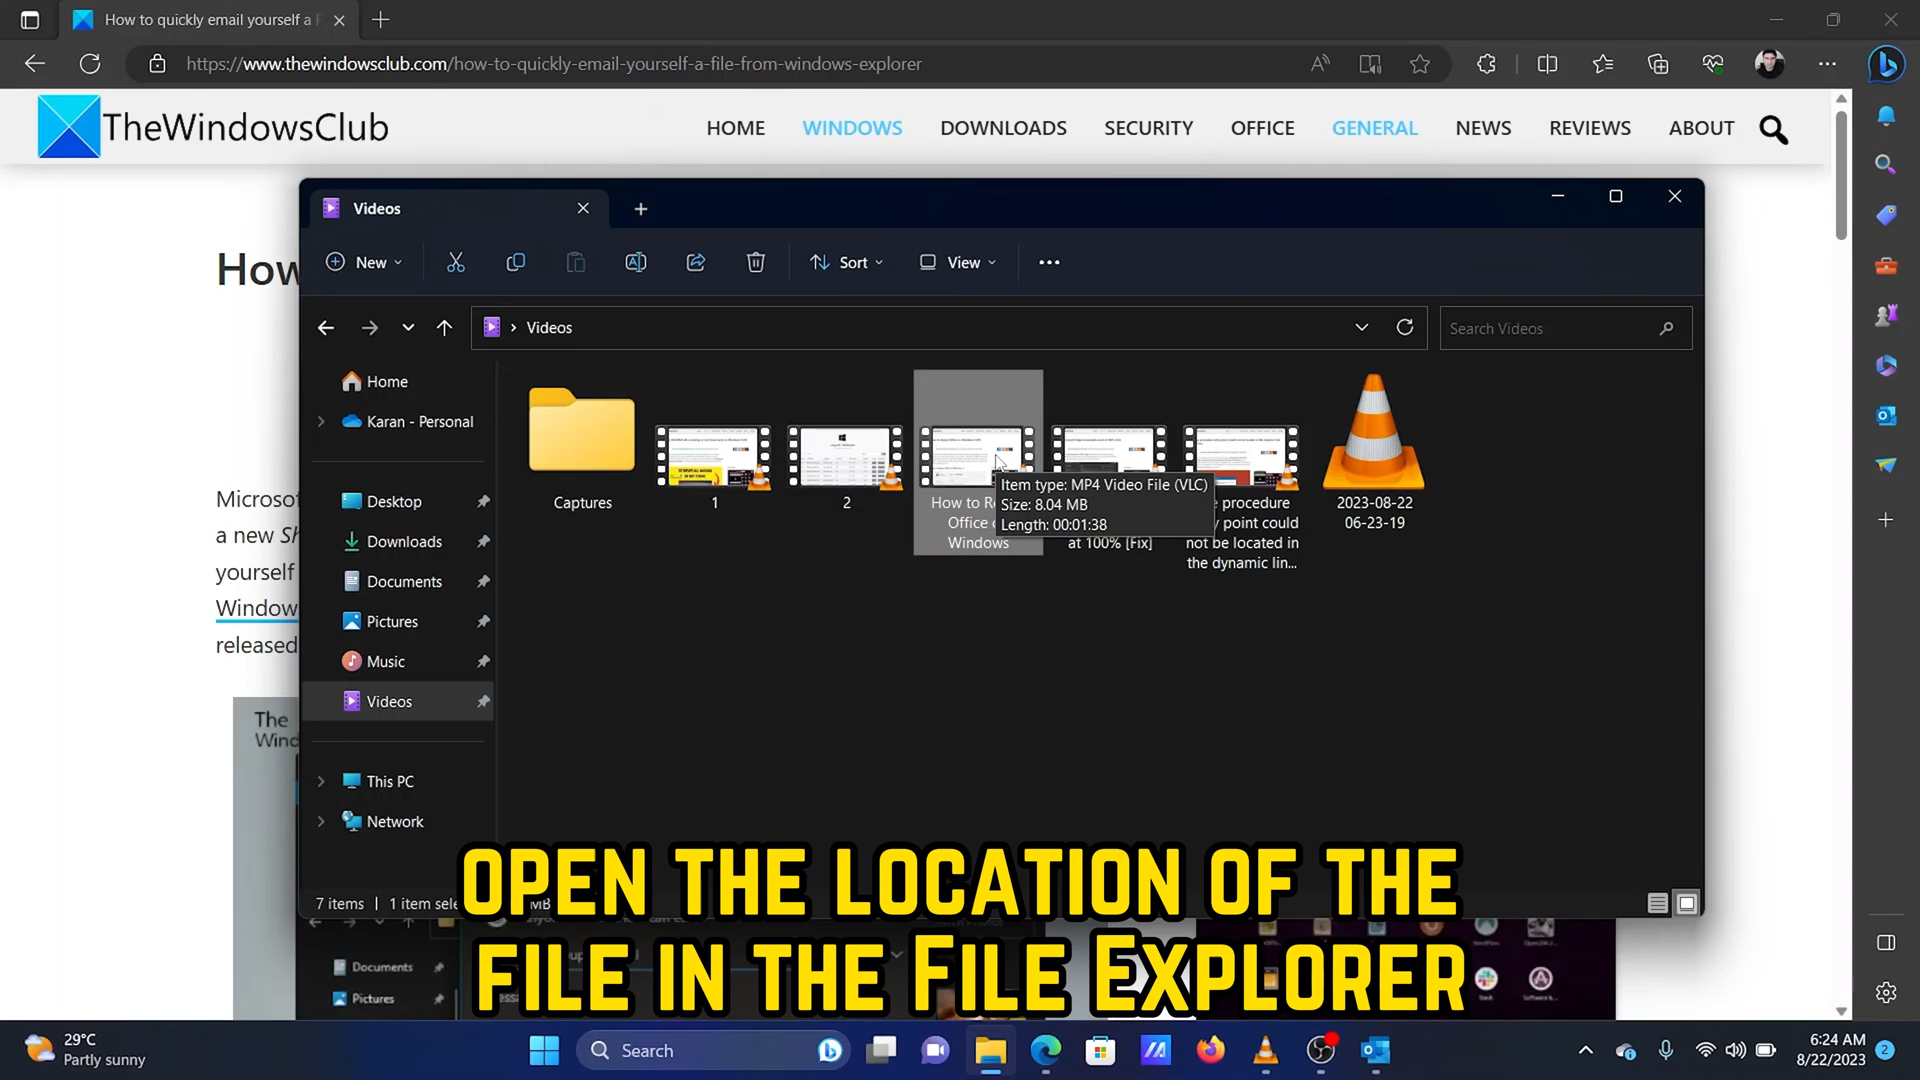 How to quickly email yourself a F
https://www.thewindowsclub.com/how-to-quickly-email-yourself-a-file-from-windows-explorer
TheWindowsClub
HOME WINDOWS DOWNLOADS SECURITY OFFICE GENERAL NEWS REVIEWS ABOUT
How
Microsof
a new Sh
yourself
Window
released
The
Wind
Videos
New
Sort
View
Videos
Search Videos
Home
Karan - Personal
Desktop
Downloads
Documents
Pictures
Music
Videos
This PC
Network
Captures
1
2
How to R
Office
Windows
Item type: MP4 Video File (VLC)
Size: 8.04 MB
Length: 00:01:38
at 100% [Fix]
procedure
point could
not be located in
the dynamic lin...
2023-08-22
06-23-19
7 items 1 item sele MB
Documents
Pictures
OPEN THE LOCATION OF THE
FILE IN THE FILE EXPLORER
29°C
Partly sunny
Search
6:24 AM
8/22/2023
2